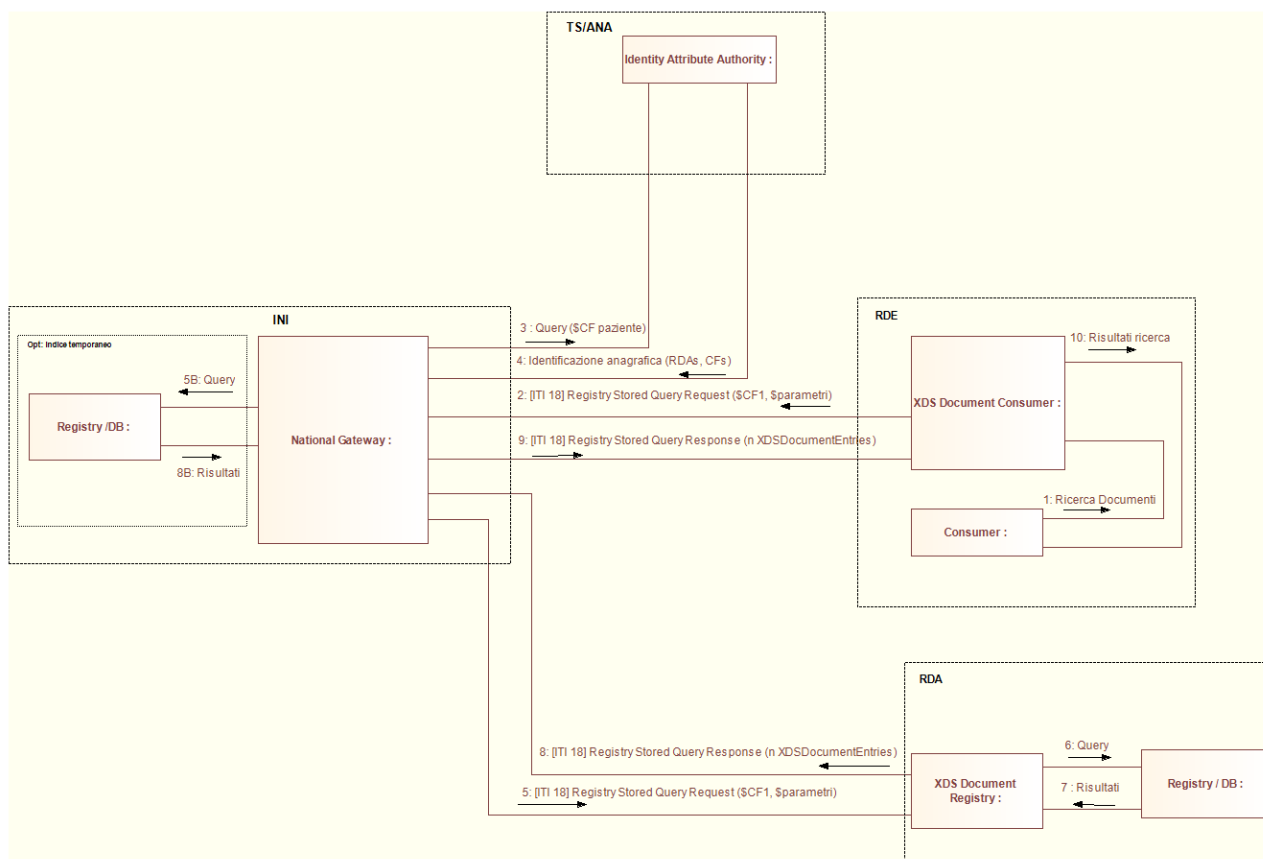 TS/ANA
Identity Attribute Authority :
INI
Opt: Indice temporaneo
5B: Query
Registry /DB :
8B: Risultati
National Gateway :
3 : Query ($CF paziente)
4: Identificazione anagrafica (RDAs, CFs)
2: [ITI 18] Registry Stored Query Request ($CF1, $parametri)
9: [ITI 18] Registry Stored Query Response (n XDSDocumentEntries)
RDE
10: Risultati ricerca
XDS Document Consumer :
1: Ricerca Documenti
Consumer :
RDA
8: [ITI 18] Registry Stored Query Response (n XDSDocumentEntries)
5: [ITI 18] Registry Stored Query Request ($CF1, $parametri)
XDS Document
Registry :
6: Query
7 : Risultati
Registry / DB :